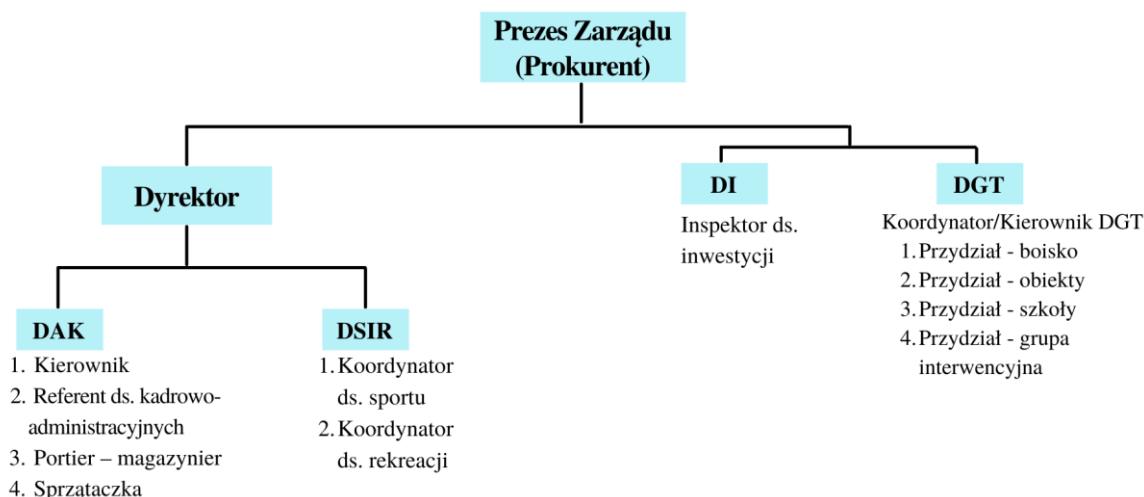 Prezes Zarządu
(Prokurent)
Dyrektor
DI
Inspektor ds.
inwestycji
DGT
Koordynator/Kierownik DGT
1. Przydział - boisko
2. Przydział - obiekty
3. Przydział - szkoły
4. Przydział - grupa
interwencyjna
DAK
1. Kierownik
2. Referent ds. kadrowo-
administracyjnych
3. Portier – magazynier
4. Sprzątaczka
DSIR
1. Koordynator
ds. sportu
2. Koordynator
ds. rekreacji